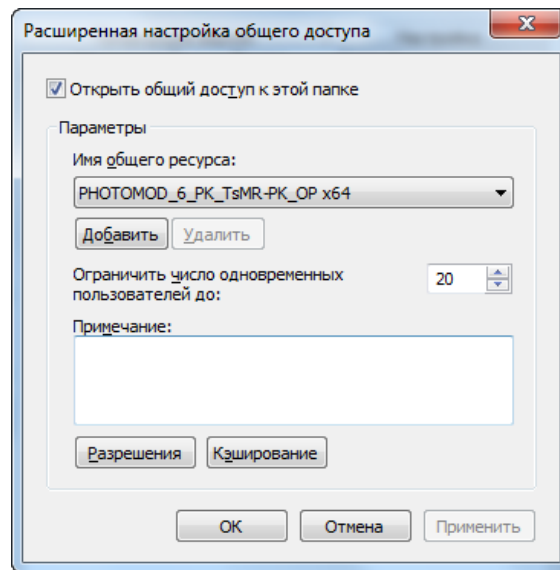 Расширенная настройка общего доступа
Открыть общий доступ к этой папке
Параметры
Имя общего ресурса:
PHOTOMOD_6_PK_TsMR-PK_OP x64
Добавить Удалить
Ограничить число одновременных 20
пользователей до:
Примечание:
Разрешения Кэширование
ОК Отмена Применить